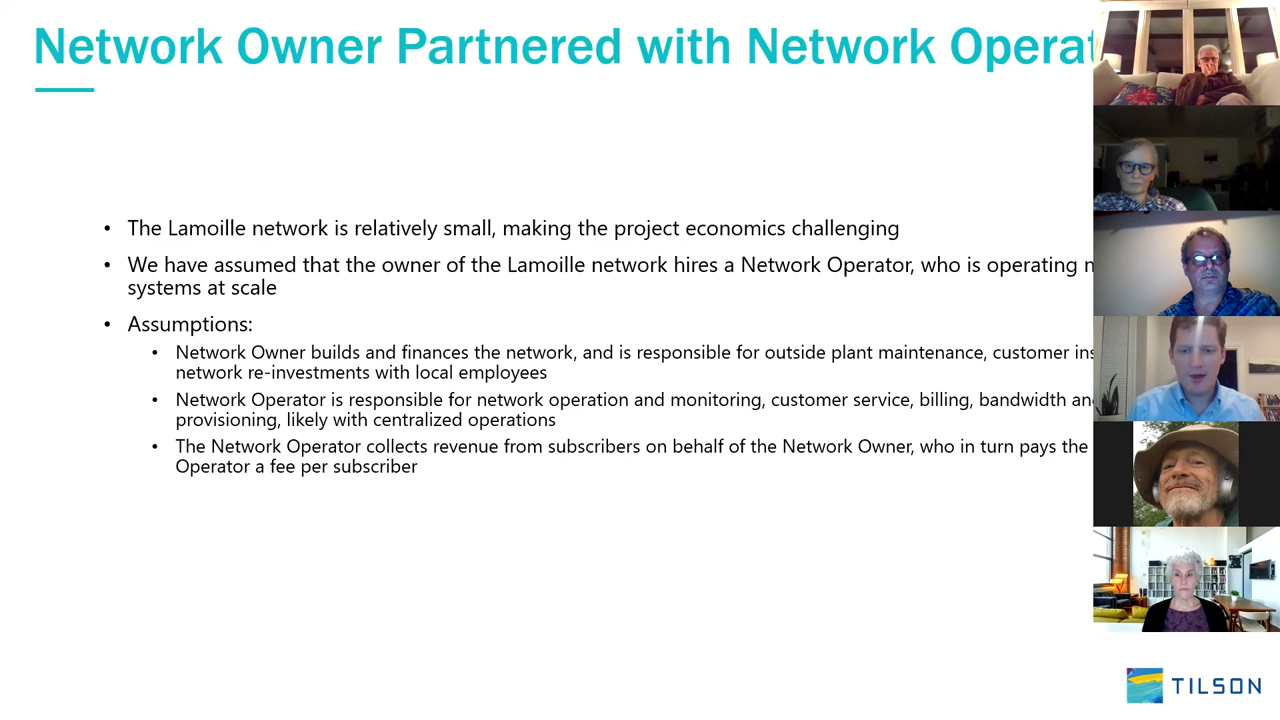 Network Owner Partnered with Network
• The Lamoille network is relatively small, making the project economics challenging
• We have assumed that the owner of the Lamoille network hires a Network Operator, who is operating
systems at scale
• Assumptions:
• Network Owner builds and finances the network, and is responsible for outside plant maintenance, customer
network re-investments with local employees
• Network Operator is responsible for network operation and monitoring, customer service, billing, bandwidth
provisioning, likely with centralized operations
• The Network Operator collects revenue from subscribers on behalf of the Network Owner, who in turn pays the
Operator a fee per subscriber
TILSON